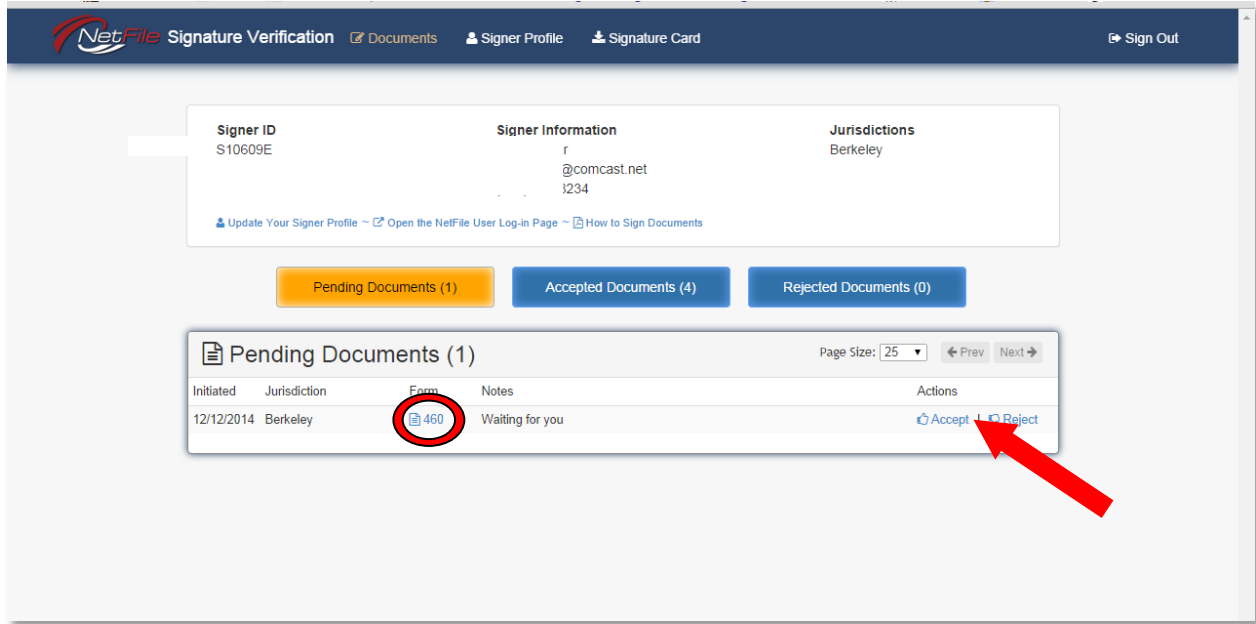 NetFile Signature Verification Documents Signer Profile Signature Card Sign Out
Signer ID Signer Information Jurisdictions
S10609E r Berkeley
@comcast.net
3234
Update Your Signer Profile ~ Open the NetFile User Log-in Page ~ How to Sign Documents
Pending Documents (1) Accepted Documents (4) Rejected Documents (0)
Pending Documents (1) Page Size: 25 Prev Next
Initiated Jurisdiction Form Notes Actions
12/12/2014 Berkeley 460 Waiting for you Accept | Reject